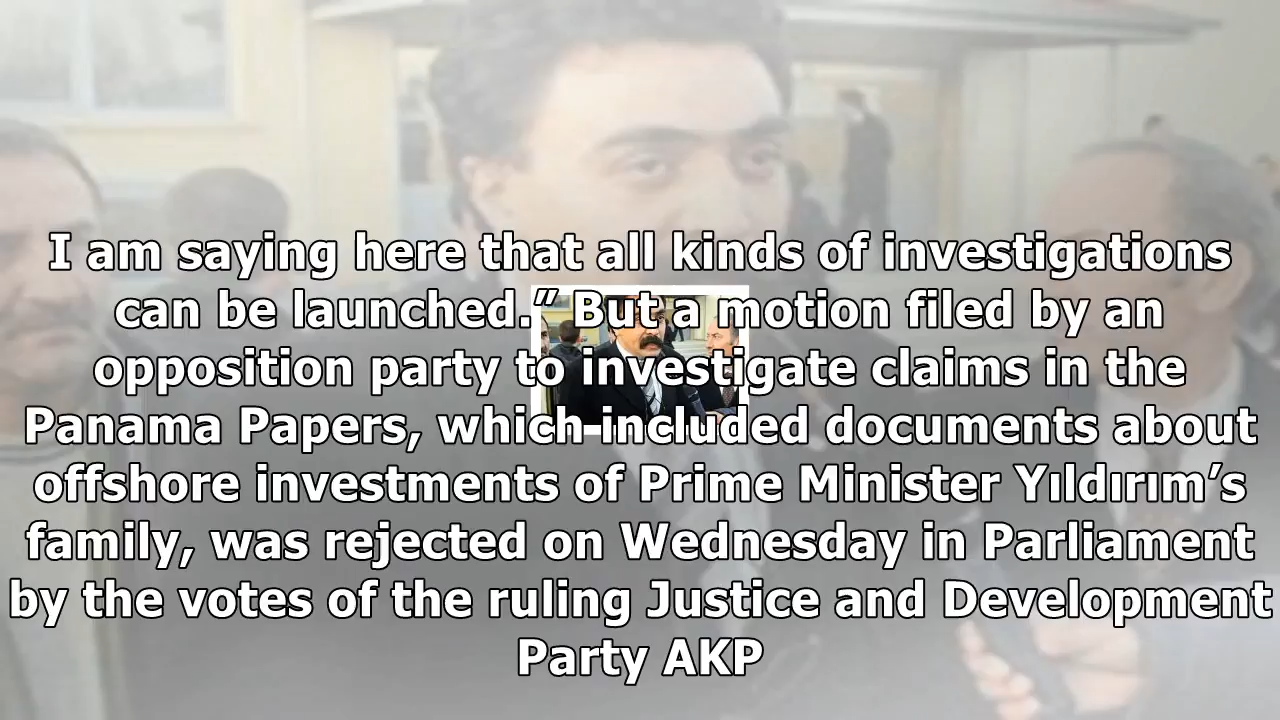 I am saying here that all kinds of investigations
can be launched.” But a motion filed by an
opposition party to investigate claims in the
Panama Papers, which included documents about
offshore investments of Prime Minister Yıldırım’s
family, was rejected on Wednesday in Parliament
by the votes of the ruling Justice and Development
Party AKP